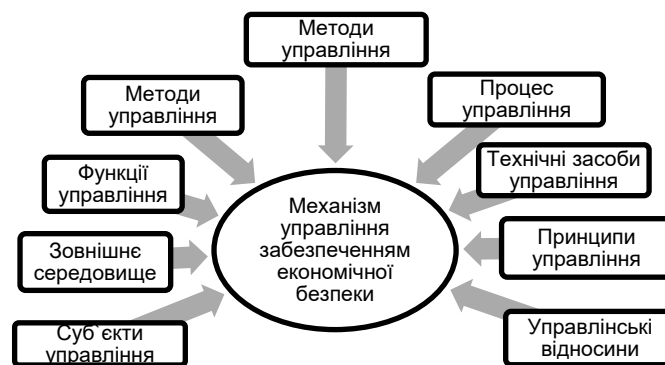 Методи
управління
Методи
управління
Процес
управління
Функції
управління
Технічні засоби
управління
Зовнішнє
середовище
Механізм
управління
забезпеченням
економічної
безпеки
Принципи
управління
Суб`єкти
управління
Управлінські
відносини